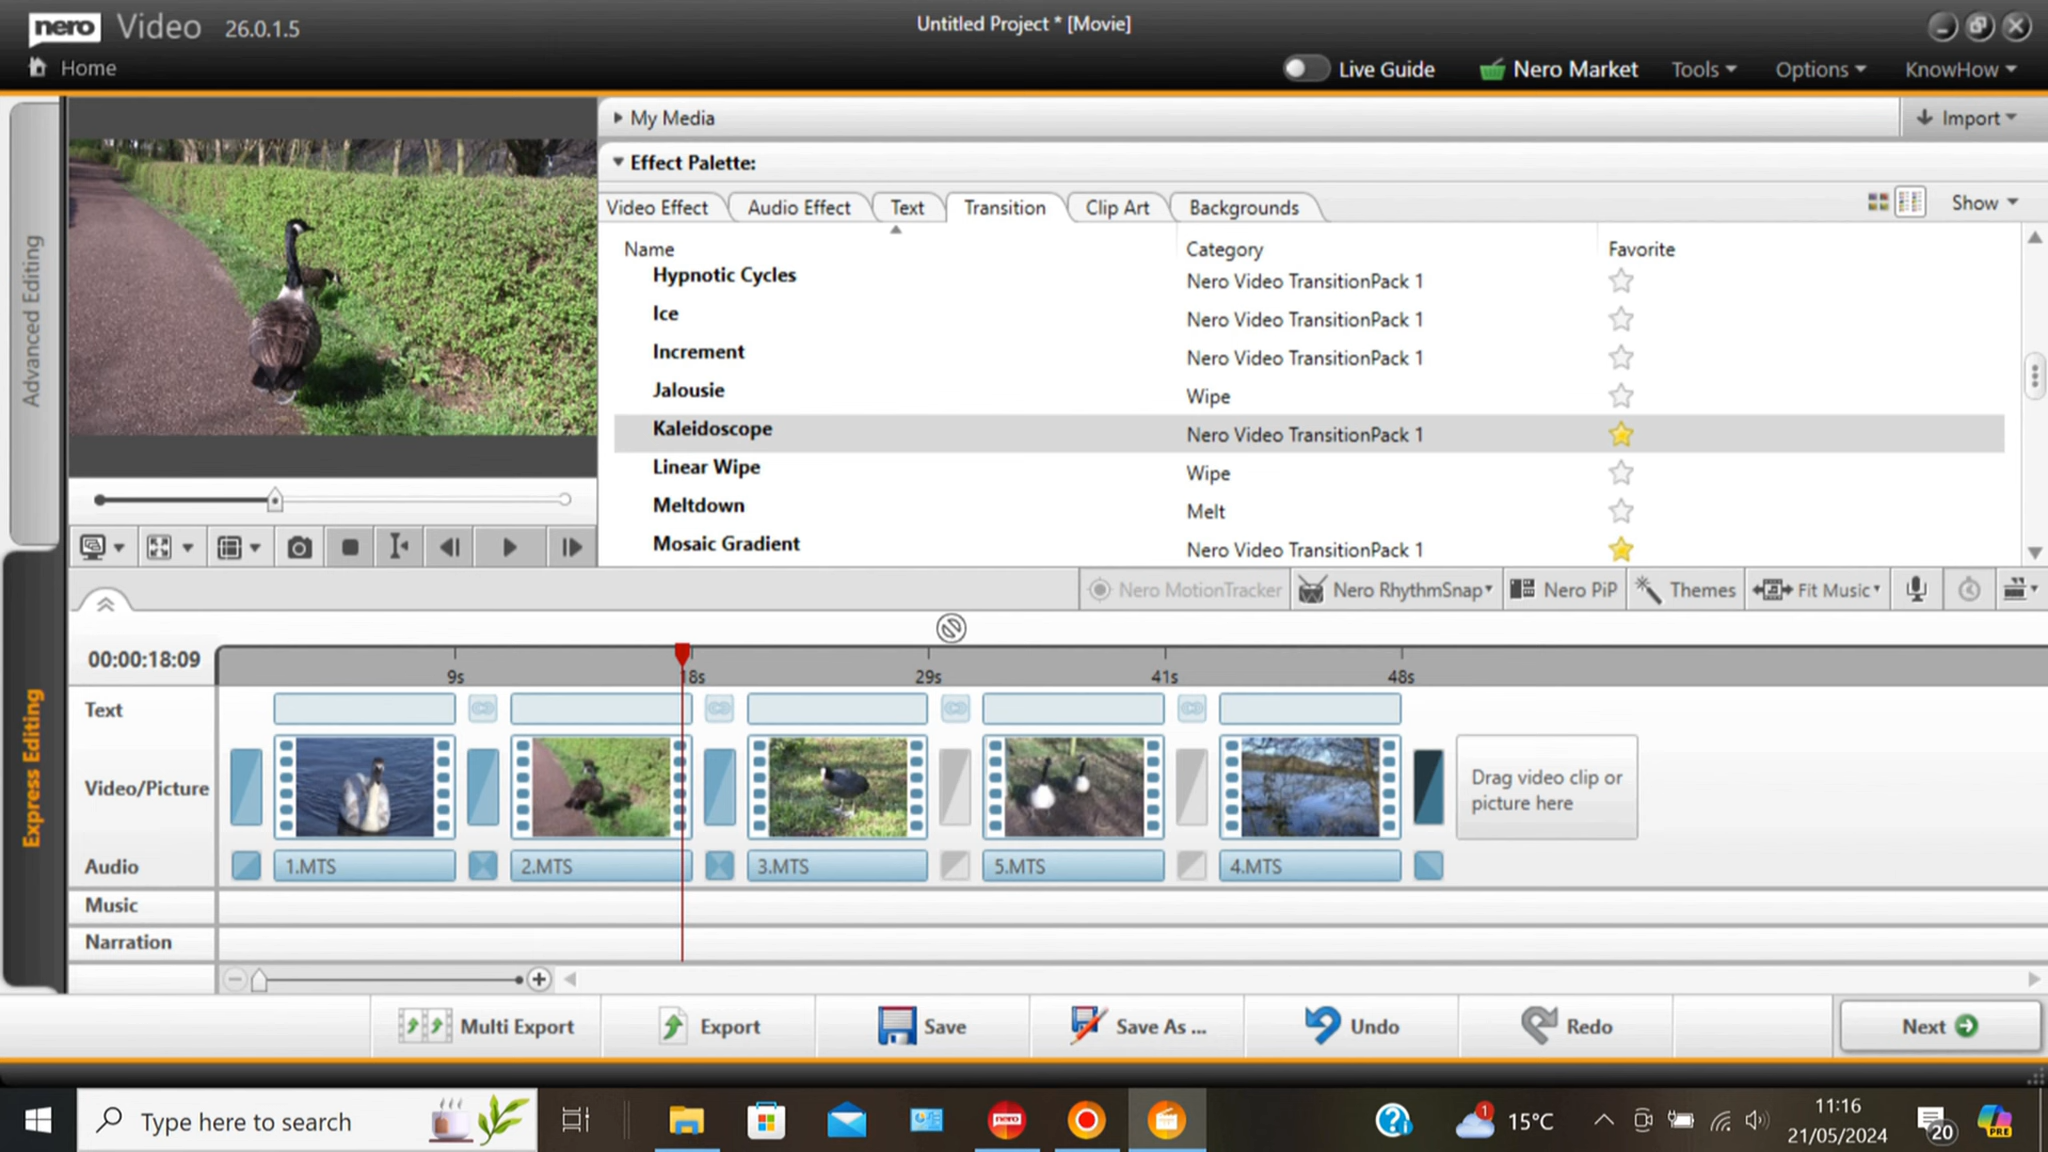 nero Video 26.0.1.5
Untitled Project * [Movie]
Home
Live Guide
Nero Market
Tools
Options
KnowHow
My Media
Import
Effect Palette:
Video Effect
Audio Effect
Text
Transition
Clip Art
Backgrounds
Show
Name Category Favorite
Hypnotic Cycles Nero Video TransitionPack 1
Ice Nero Video TransitionPack 1
Increment Nero Video TransitionPack 1
Jalousie Wipe
Kaleidoscope Nero Video TransitionPack 1
Linear Wipe Wipe
Meltdown Melt
Mosaic Gradient Nero Video TransitionPack 1
Advanced Editing
Express Editing
Nero MotionTracker
Nero RhythmSnap
Nero PiP
Themes
Fit Music
00:00:18:09
9s 18s 29s 41s 48s
Text
Video/Picture
Drag video clip or
picture here
Audio
1.MTS 2.MTS 3.MTS 5.MTS 4.MTS
Music
Narration
Multi Export
Export
Save
Save As ...
Undo
Redo
Next
Type here to search
nero
1
15°C
11:16
21/05/2024
20
PRE